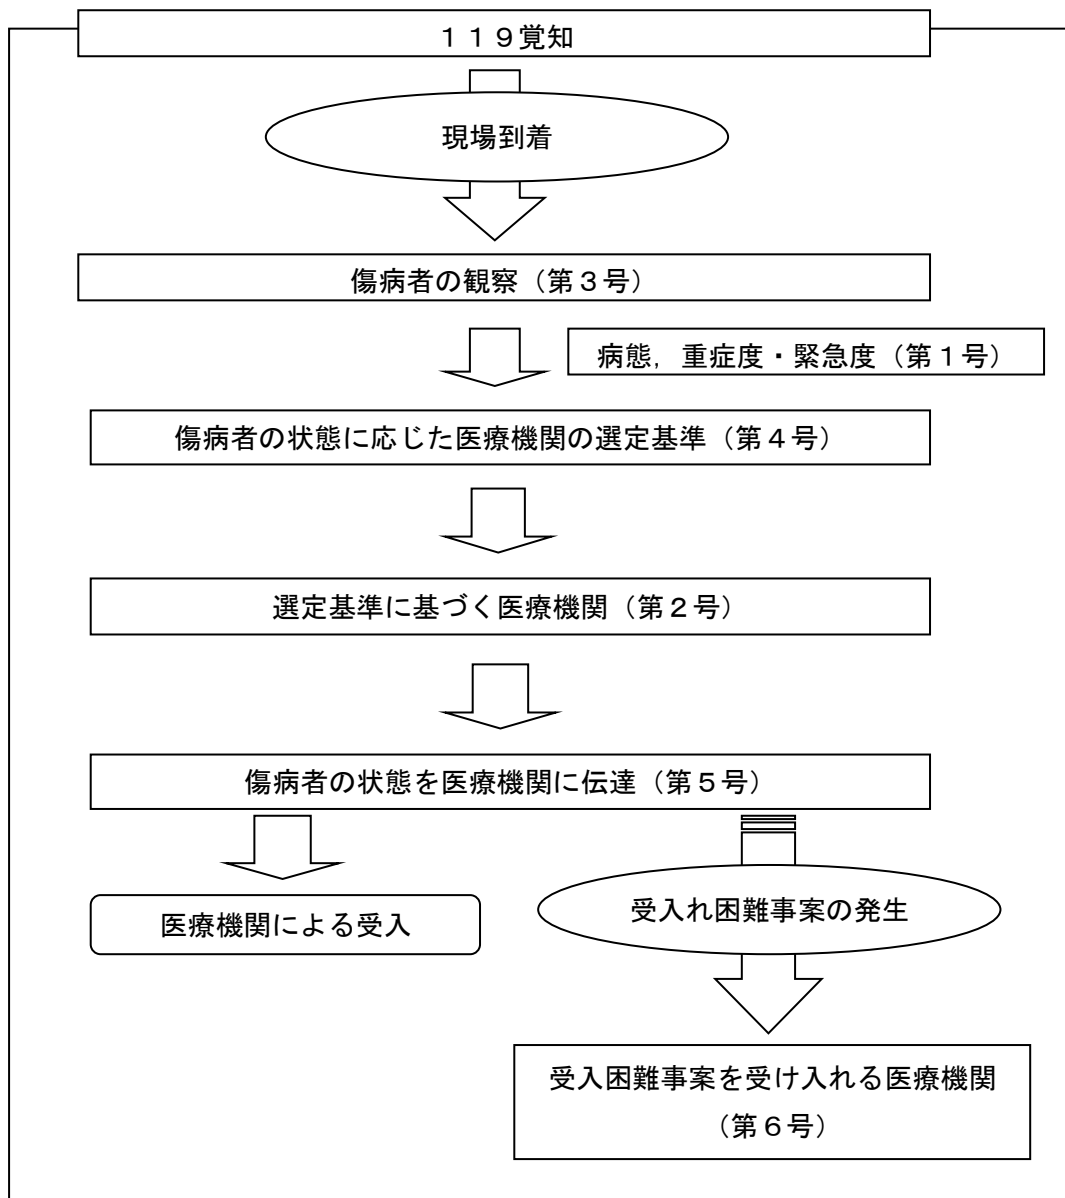 １１９覚知
現場到着
傷病者の観察（第３号）
病態，重症度・緊急度（第１号）
傷病者の状態に応じた医療機関の選定基準（第４号）
選定基準に基づく医療機関（第２号）
傷病者の状態を医療機関に伝達（第５号）
医療機関による受入
受入れ困難事案の発生
受入困難事案を受け入れる医療機関
（第６号）